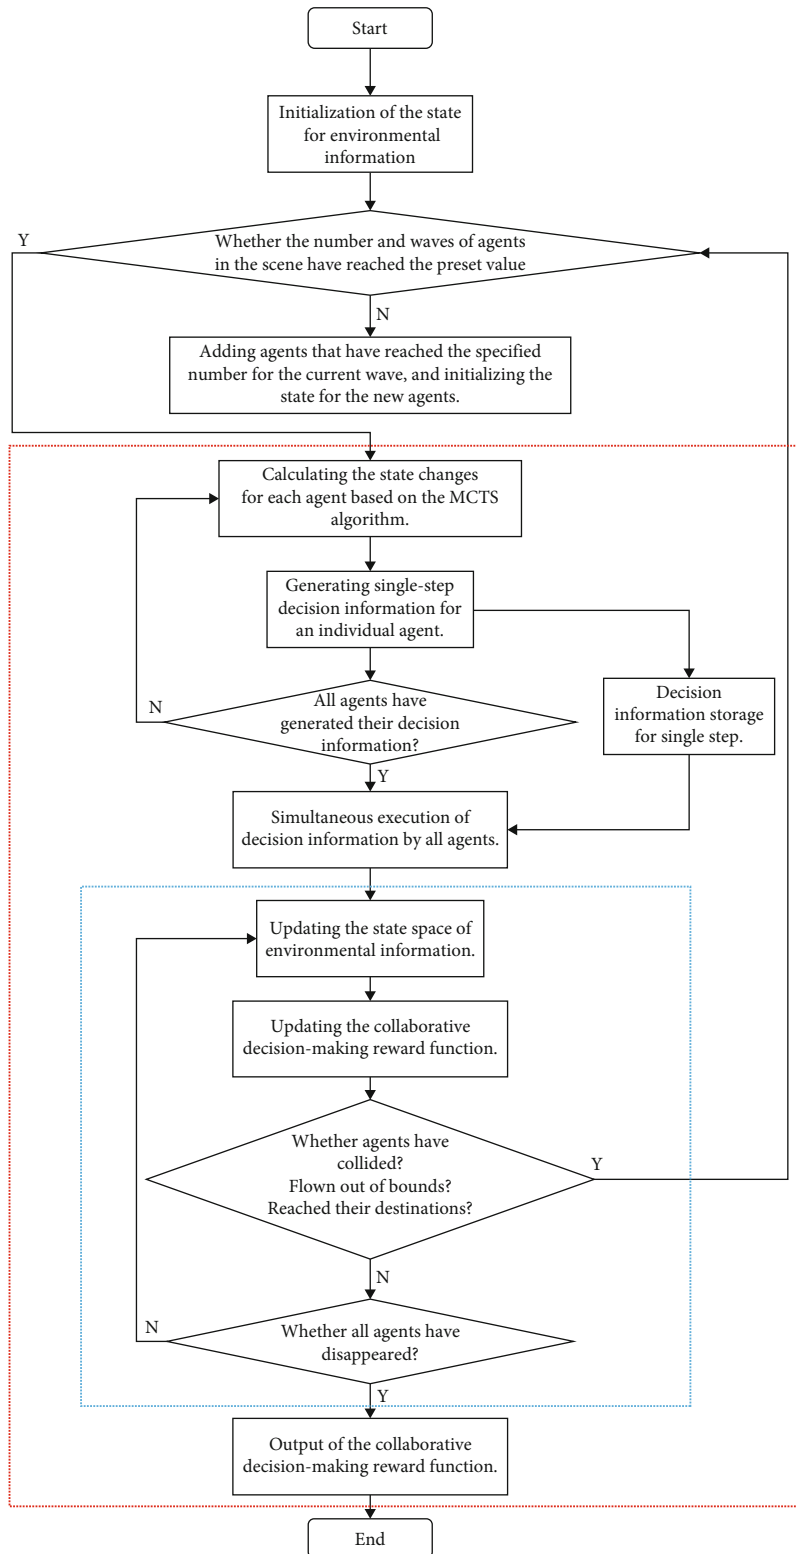 Start
Initialization of the state
for environmental
information
Y
Whether the number and waves of agents
in the scene have reached the preset value
N
Adding agents that have reached the specified
number for the current wave, and initializing the
state for the new agents.
Calculating the state changes
for each agent based on the MCTS
algorithm.
Generating single-step
decision information for
an individual agent.
N
All agents have
generated their decision
information?
Decision
information storage
for single step.
Y
Simultaneous execution of
decision information by all agents.
Updating the state space of
environmental information.
Updating the collaborative
decision-making reward function.
Whether agents have
collided?
Flown out of bounds?
Reached their destinations?
Y
N
N
Whether all agents have
disappeared?
Y
Output of the collaborative
decision-making reward function.
End